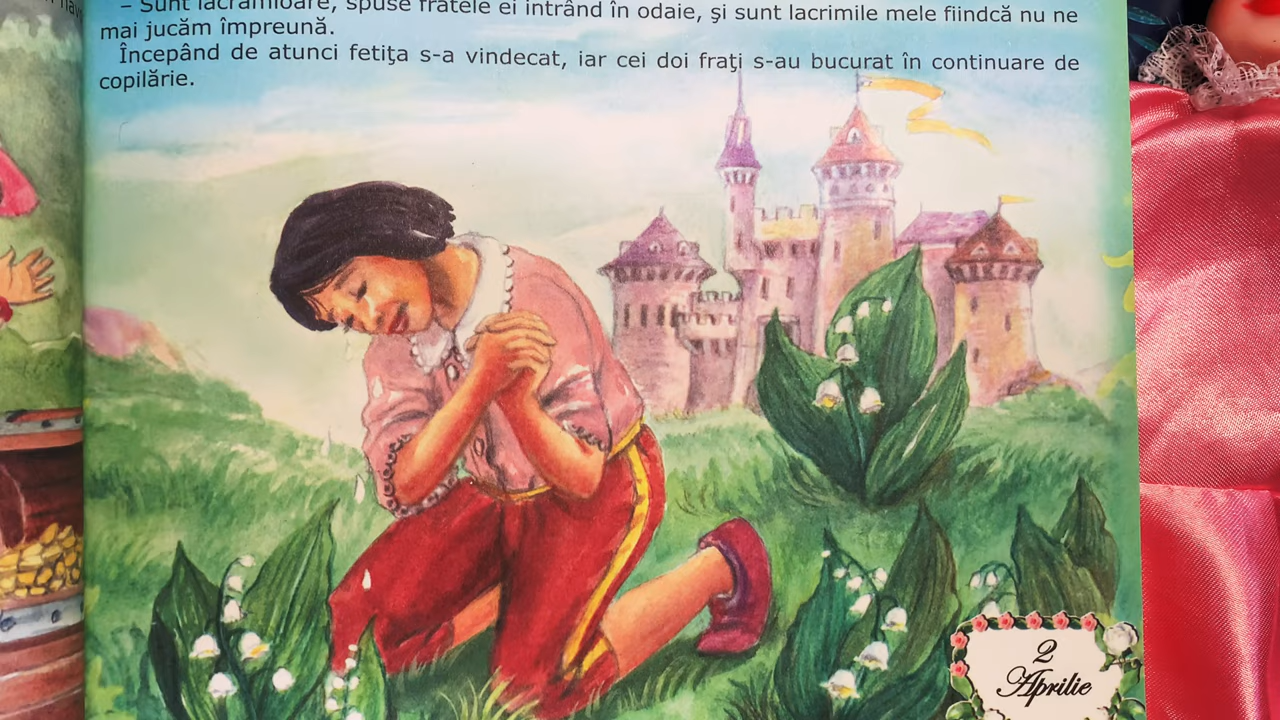 – Sunt lăcrămioare, spuse fratele ei intrând în odaie, şi sunt lacrimile mele fiindcă nu ne
mai jucăm împreună.
Începând de atunci fetiţa s-a vindecat, iar cei doi fraţi s-au bucurat în continuare de
copilărie.
2
Aprilie